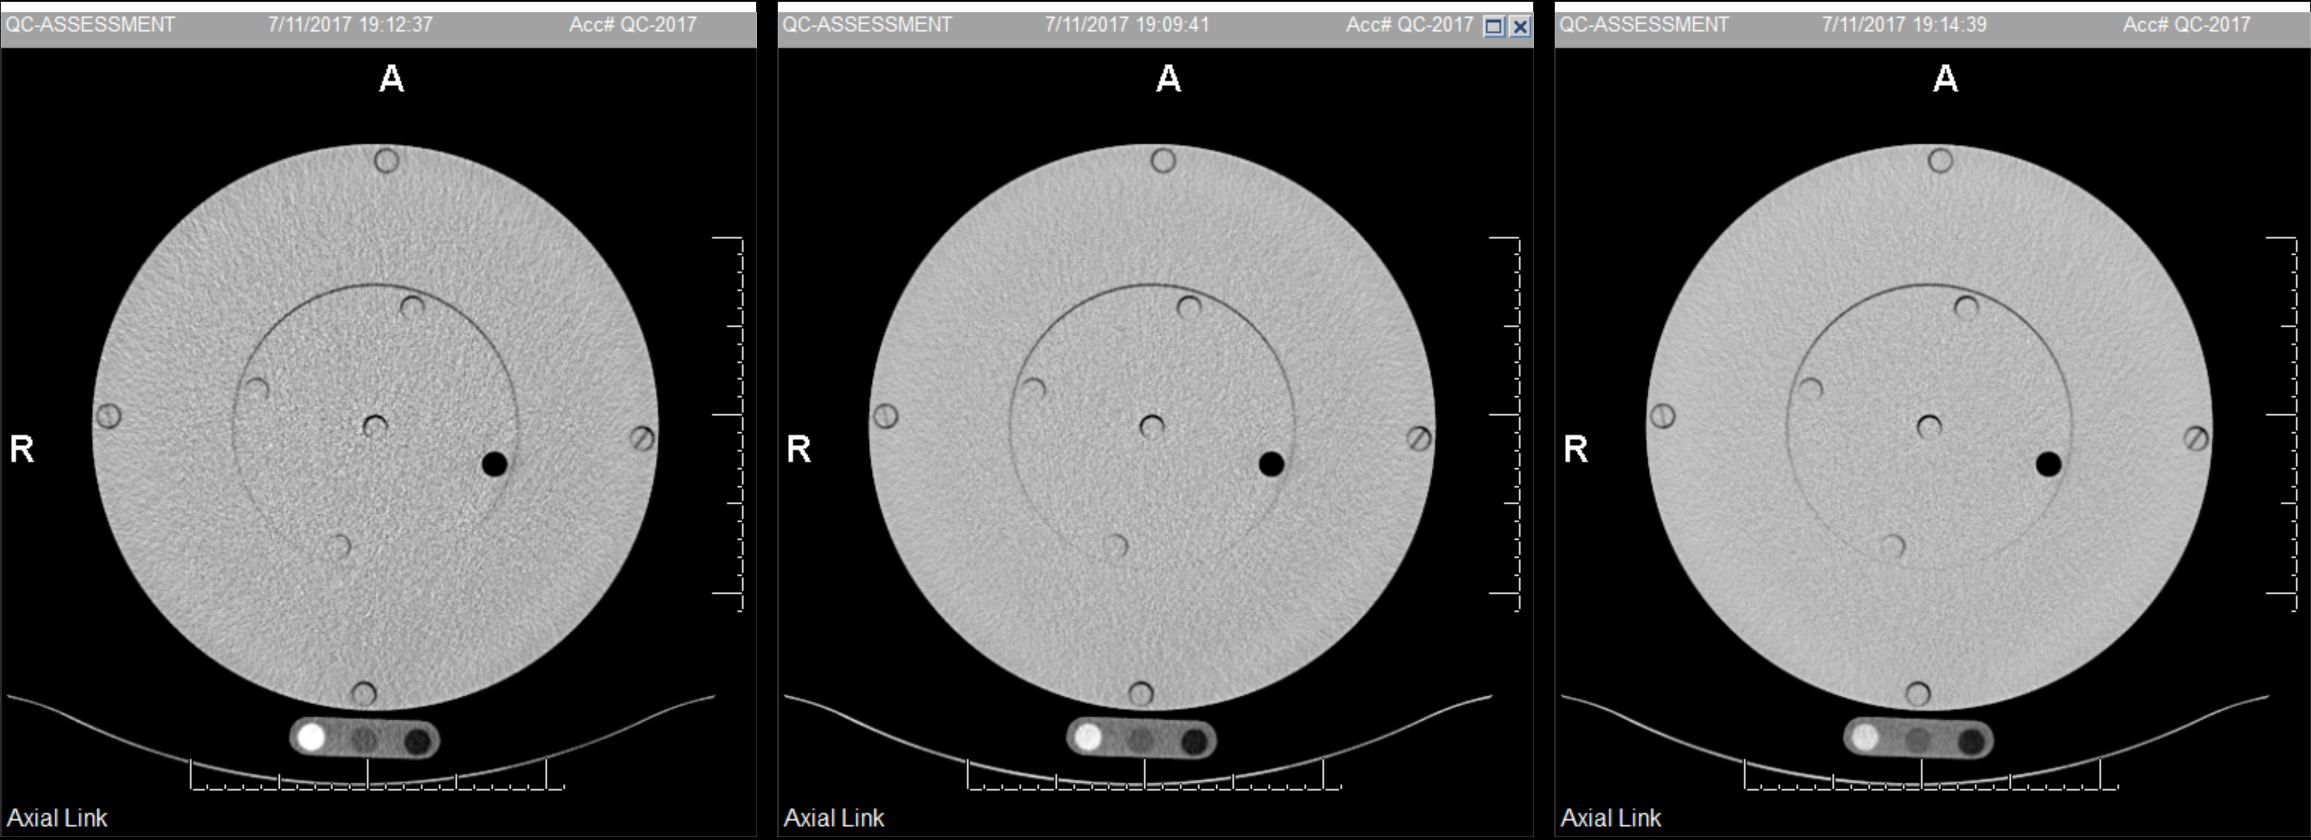 QC-ASSESSMENT 7/11/2017 19:12:37 Acc# QC-2017
A
R
Axial Link
QC-ASSESSMENT 7/11/2017 19:09:41 Acc# QC-2017
A
R
Axial Link
QC-ASSESSMENT 7/11/2017 19:14:39 Acc# QC-2017
A
R
Axial Link